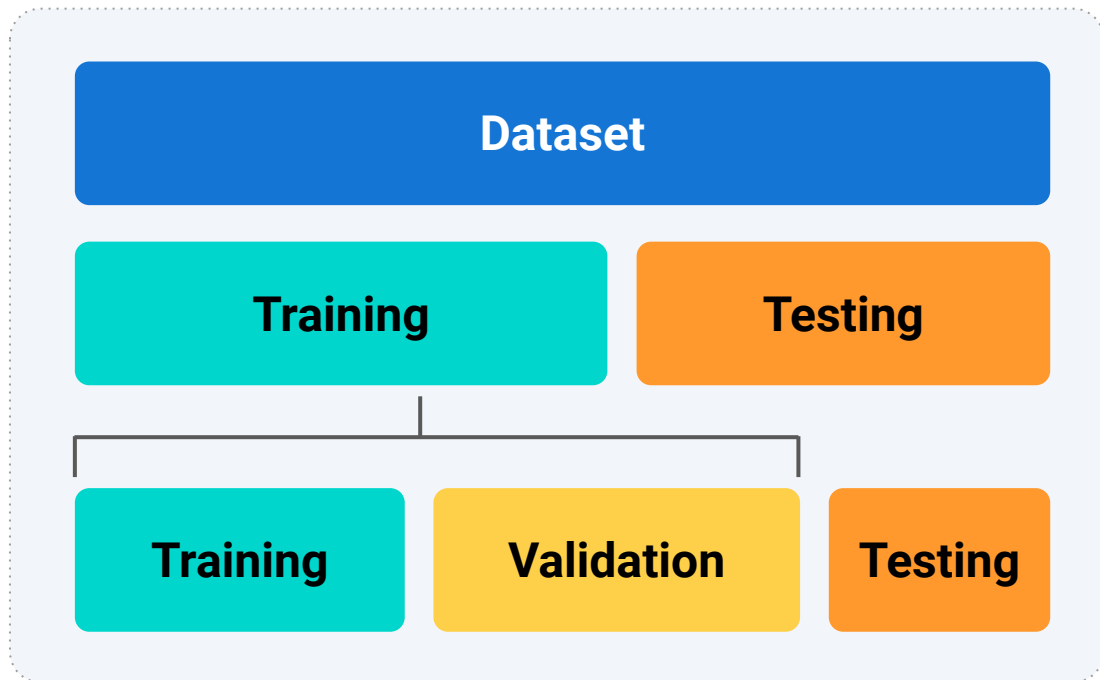 Dataset
Training
Testing
Training
Validation
Testing